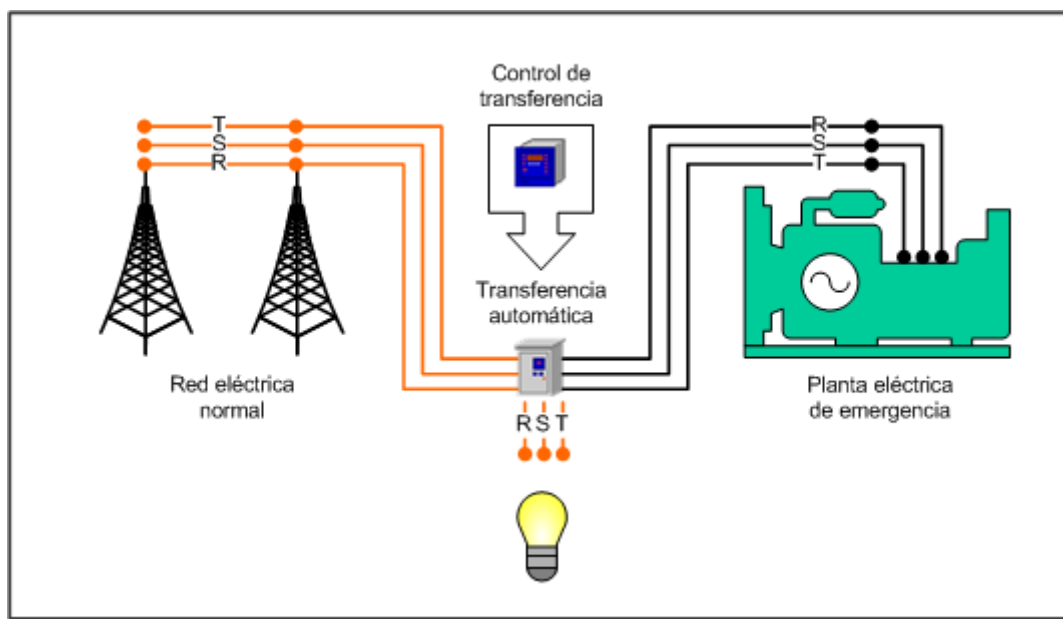 Control de
transferencia
T
S
R
R
S
T
Transferencia
automática
Red eléctrica
normal
Planta eléctrica
de emergencia
R S T